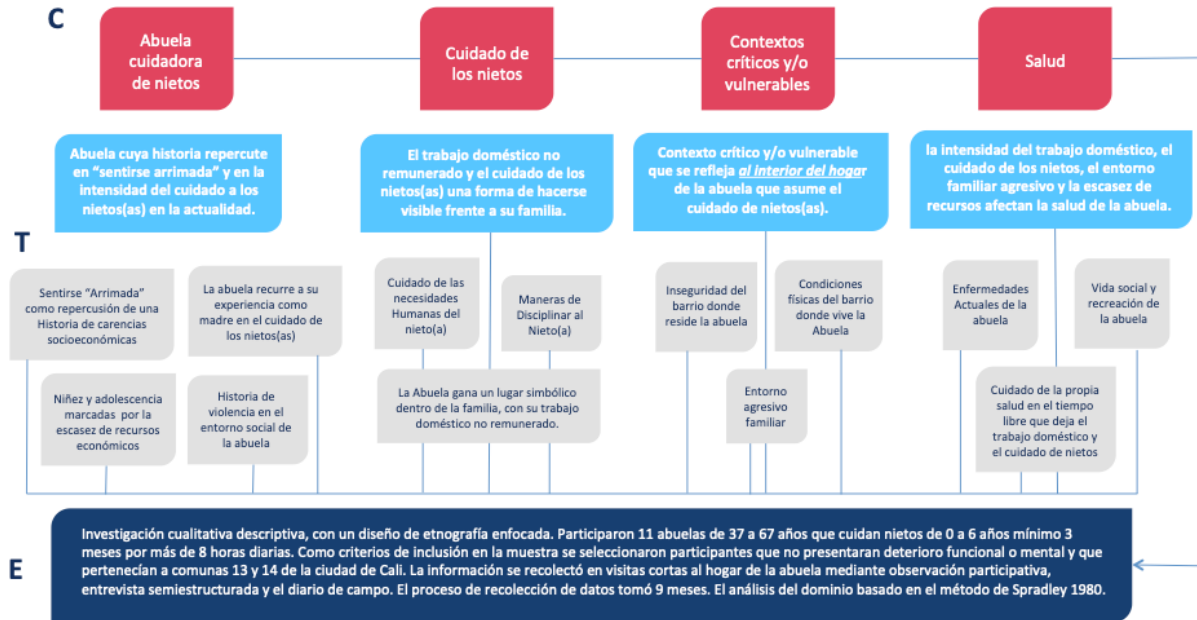 C
Abuela
cuidadora
de nietos
Cuidado de
los nietos
Contextos
críticos y/o
vulnerables
Salud
Abuela cuya historia repercute
en “sentirse arrimada” y en la
intensidad del cuidado a los
nietos(as) en la actualidad.
El trabajo doméstico no
remunerado y el cuidado de los
nietos(as) una forma de hacerse
visible frente a su familia.
Contexto crítico y/o vulnerable
que se refleja al interior del hogar
de la abuela que asume el
cuidado de nietos(as).
la intensidad del trabajo doméstico, el
cuidado de los nietos, el entorno
familiar agresivo y la escasez de
recursos afectan la salud de la abuela.
T
Sentirse “Arrimada”
como repercusión de una
Historia de carencias
socioeconómicas
La abuela recurre a su
experiencia como
madre en el cuidado de
los nietos(as)
Niñez y adolescencia
marcadas por la
escasez de recursos
económicos
Historia de
violencia en el
entorno social de
la abuela
Cuidado de las
necesidades
Humanas del
nieto(a)
Maneras de
Disciplinar al
Nieto(a)
La Abuela gana un lugar simbólico
dentro de la familia, con su trabajo
doméstico no remunerado.
Inseguridad del
barrio donde
reside la abuela
Condiciones
físicas del barrio
donde vive la
Abuela
Entorno
agresivo
familiar
Enfermedades
Actuales de la
abuela
Vida social y
recreación de
la abuela
Cuidado de la propia
salud en el tiempo
libre que deja el
trabajo doméstico y
el cuidado de nietos
E
Investigación cualitativa descriptiva, con un diseño de etnografía enfocada. Participaron 11 abuelas de 37 a 67 años que cuidan nietos de 0 a 6 años mínimo 3
meses por más de 8 horas diarias. Como criterios de inclusión en la muestra se seleccionaron participantes que no presentaran deterioro funcional o mental y que
pertenecían a comunas 13 y 14 de la ciudad de Cali. La información se recolectó en visitas cortas al hogar de la abuela mediante observación participativa,
entrevista semiestructurada y el diario de campo. El proceso de recolección de datos tomó 9 meses. El análisis del dominio basado en el método de Spradley 1980.